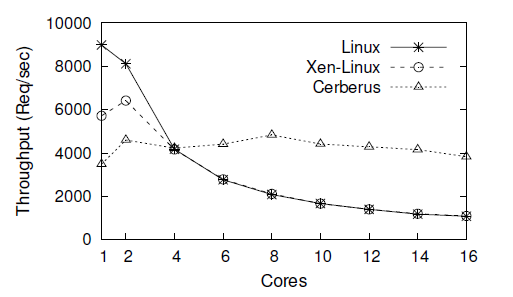 Throughput (Req/sec)
10000
8000
6000
4000
2000
0
Linux
Xen-Linux
Cerberus
1 2 4 6 8 10 12 14 16
Cores